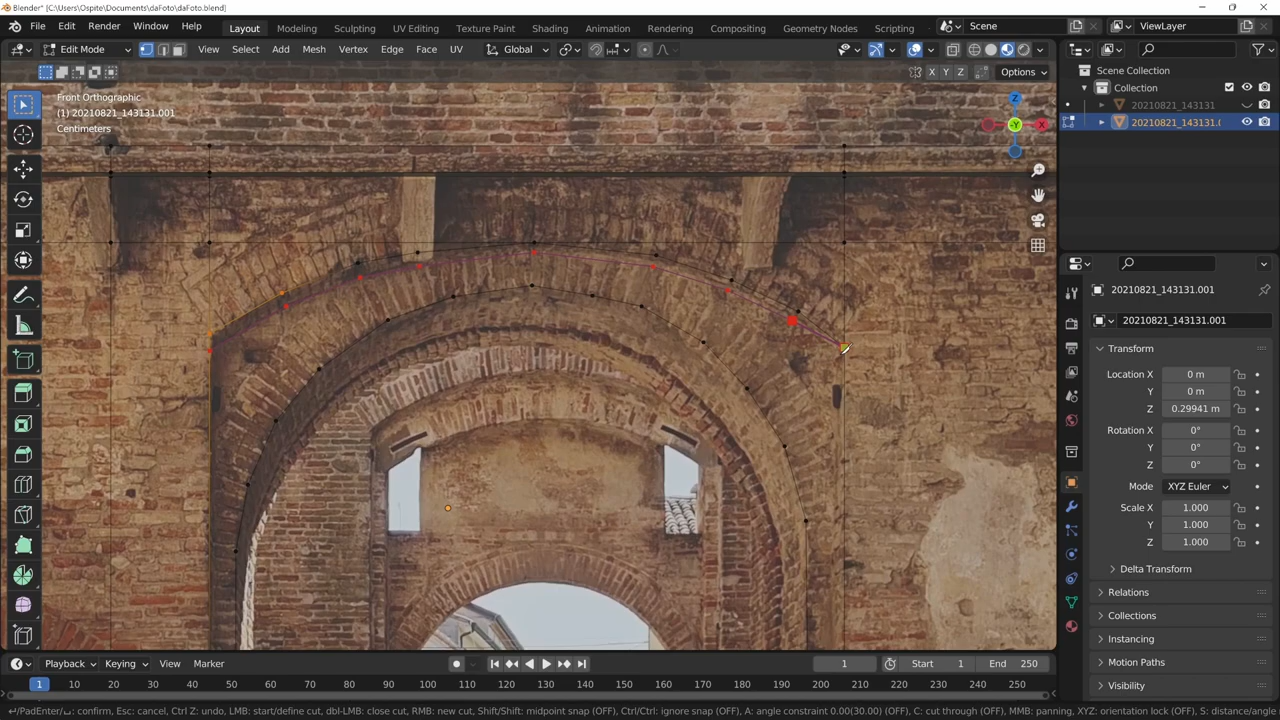 Blender* [C:\Users\Ospite\Documents\daFoto\daFoto.blend]
File Edit Render Window Help Layout Modeling Sculpting UV Editing Texture Paint Shading Animation Rendering Compositing Geometry Nodes Scripting Scene ViewLayer
Edit Mode View Select Add Mesh Vertex Edge Face UV Global
X Y Z Options
Front Orthographic
(1) 20210821_143131.001
Centimeters
Z
X
-Y
Scene Collection
Collection
20210821_143131
20210821_143131.(
20210821_143131.001
20210821_143131.001
Transform
Location X 0 m
Y 0 m
Z 0.29941 m
Rotation X 0°
Y 0°
Z 0°
Mode XYZ Euler
Scale X 1.000
Y 1.000
Z 1.000
Delta Transform
Relations
Collections
Instancing
Motion Paths
Visibility
Playback Keying View Marker 1 Start 1 End 250
1 10 20 30 40 50 60 70 80 90 100 110 120 130 140 150 160 170 180 190 200 210 220 230 240 250
/PadEnter/␣: confirm, Esc: cancel, Ctrl Z: undo, LMB: start/define cut, dbl-LMB: close cut, RMB: new cut, Shift/Shift: midpoint snap (OFF), Ctrl/Ctrl: ignore snap (OFF), A: angle constraint 0.00(30.00) (OFF), C: cut through (OFF), MMB: panning, XYZ: orientation lock (OFF), S: distance/angle